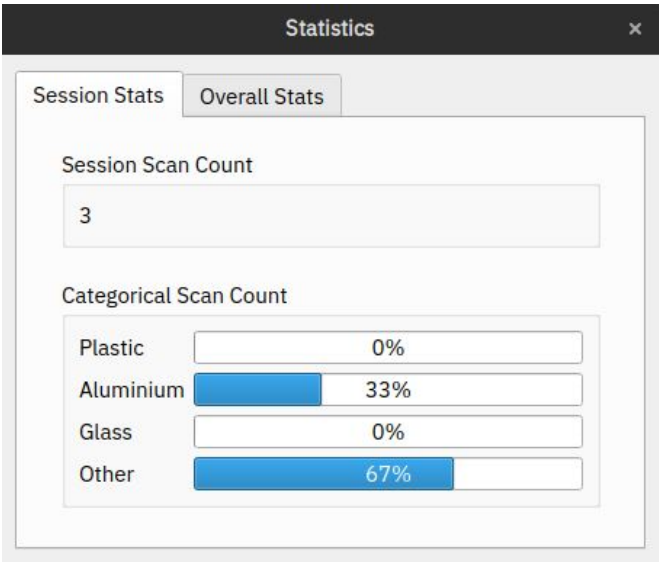 Statistics ×
Session Stats Overall Stats
Session Scan Count
3
Categorical Scan Count
Plastic 0%
Aluminium 33%
Glass 0%
Other 67%